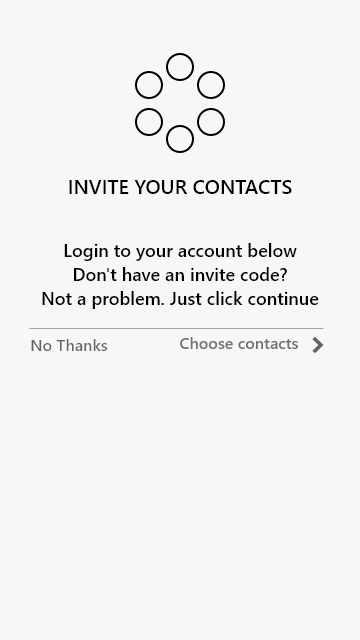 INVITE YOUR CONTACTS
Login to your account below
Don't have an invite code?
Not a problem. Just click continue
No Thanks
Choose contacts